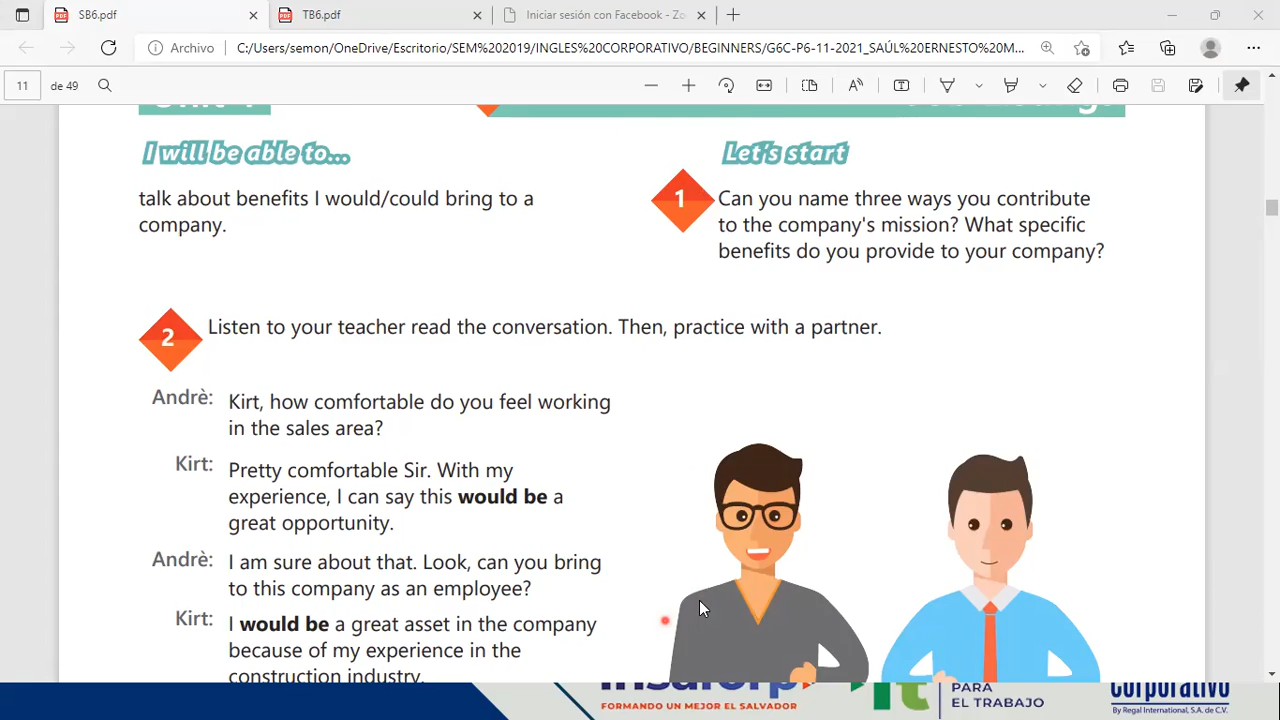 SB6.pdf
TB6.pdf
Iniciar sesión con Facebook - Zo
Archivo C:/Users/semon/OneDrive/Escritorio/SEM%202019/INGLES%20CORPORATIVO/BEGINNERS/G6C-P6-11-2021_SAÚL%20ERNESTO%20M...
11 de 49
I will be able to...
talk about benefits I would/could bring to a
company.
Let's start
1
Can you name three ways you contribute
to the company's mission? What specific
benefits do you provide to your company?
2
Listen to your teacher read the conversation. Then, practice with a partner.
Andrè: Kirt, how comfortable do you feel working
in the sales area?
Kirt: Pretty comfortable Sir. With my
experience, I can say this would be a
great opportunity.
Andrè: I am sure about that. Look, can you bring
to this company as an employee?
Kirt: I would be a great asset in the company
because of my experience in the
construction industry.
FORMANDO UN MEJOR EL SALVADOR
PARA
EL TRABAJO
Corporativo
By Regal International, S.A. de C.V.